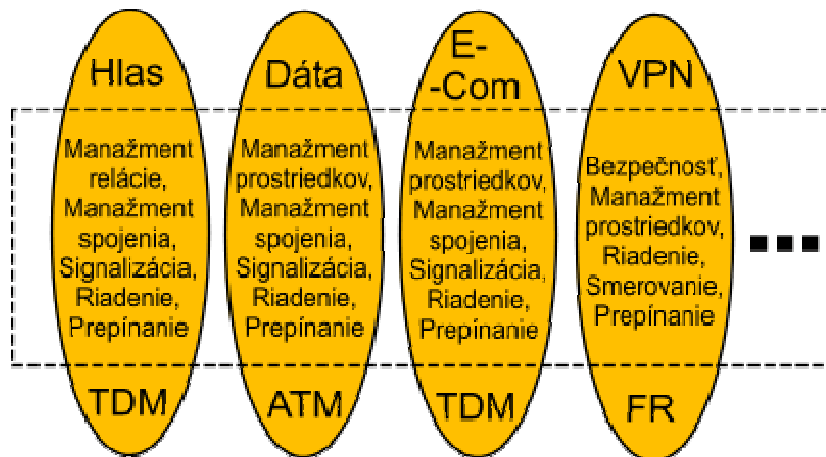 Hlas
Manažment
relácie,
Manažment
spojenia,
Signalizácia,
Riadenie,
Prepínanie
TDM
Dáta
Manažment
prostriedkov,
Manažment
spojenia,
Signalizácia,
Riadenie,
Prepínanie
ATM
E-
-Com
Manažment
prostriedkov,
Manažment
spojenia,
Signalizácia,
Riadenie,
Prepínanie
TDM
VPN
Bezpečnosť,
Manažment
prostriedkov,
Riadenie,
Smerovanie,
Prepínanie
FR